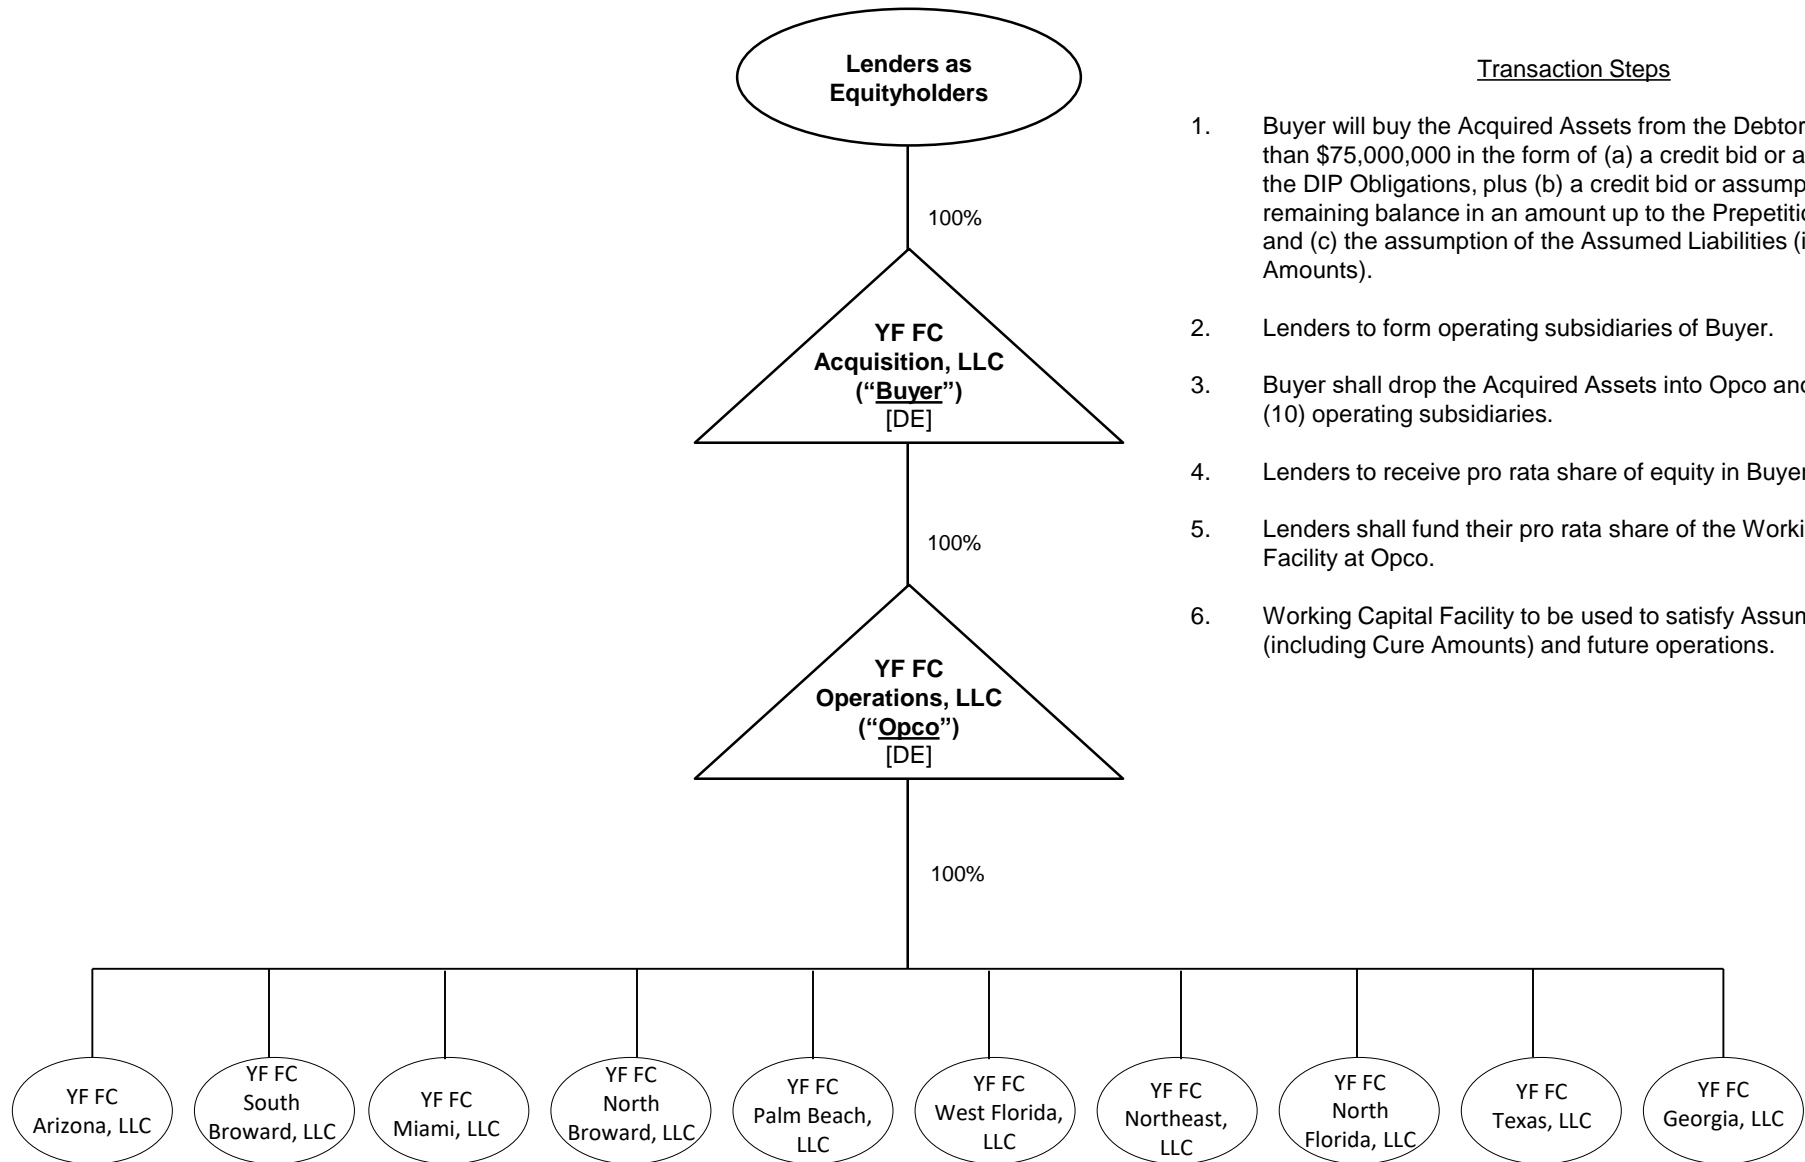 Lenders as
Equityholders
100%
YF FC
Acquisition, LLC
(“Buyer”)
[DE]
100%
YF FC
Operations, LLC
(“Opco”)
[DE]
100%
YF FC
Arizona, LLC
YF FC
South
Broward, LLC
YF FC
Miami, LLC
YF FC
North
Broward, LLC
YF FC
Palm Beach,
LLC
YF FC
West Florida,
LLC
YF FC
Northeast,
LLC
YF FC
North
Florida, LLC
YF FC
Texas, LLC
YF FC
Georgia, LLC
Transaction Steps
1. Buyer will buy the Acquired Assets from the Debtor
than $75,000,000 in the form of (a) a credit bid or a
the DIP Obligations, plus (b) a credit bid or assump
remaining balance in an amount up to the Prepetiti
and (c) the assumption of the Assumed Liabilities (i
Amounts).
2. Lenders to form operating subsidiaries of Buyer.
3. Buyer shall drop the Acquired Assets into Opco an
(10) operating subsidiaries.
4. Lenders to receive pro rata share of equity in Buyer
5. Lenders shall fund their pro rata share of the Worki
Facility at Opco.
6. Working Capital Facility to be used to satisfy Assu
(including Cure Amounts) and future operations.